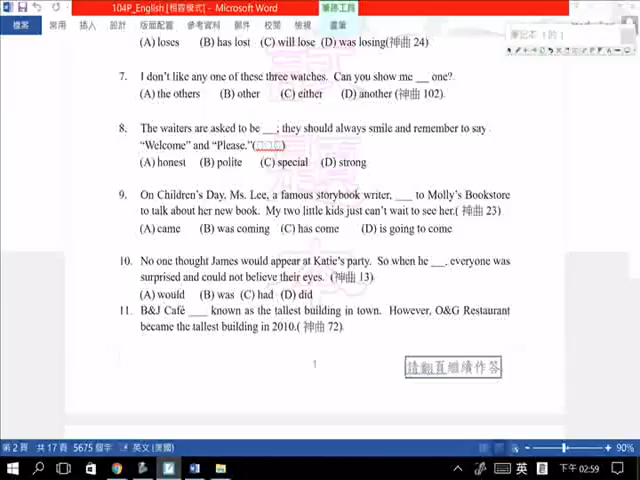 104P_English [相容模式] - Microsoft Word
筆跡工具
檔案 常用 插入 設計 版面配置 參考資料 郵件 校閱 檢視 畫筆
(A) loses (B) has lost (C) will lose (D) was losing(神曲 24)
7. I don't like any one of these three watches. Can you show me __ one?
(A) the others (B) other (C) either (D) another (神曲 102)
8. The waiters are asked to be __; they should always smile and remember to say
"Welcome" and "Please."
(A) honest (B) polite (C) special (D) strong
9. On Children's Day, Ms. Lee, a famous storybook writer, ___ to Molly's Bookstore
to talk about her new book. My two little kids just can't wait to see her.( 神曲 23)
(A) came (B) was coming (C) has come (D) is going to come
10. No one thought James would appear at Katie's party. So when he ___, everyone was
surprised and could not believe their eyes. (神曲 13)
(A) would (B) was (C) had (D) did
11. B&J Café ___ known as the tallest building in town. However, O&G Restaurant
became the tallest building in 2010.( 神曲 72)
1
請翻頁繼續作答
第 2 頁 共 17 頁 5675 個字 英文 (美國) 90%
英 下午 02:59